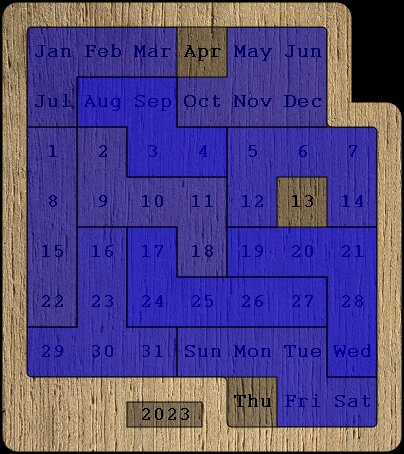 Jan Feb Mar Apr May Jun
Jul Aug Sep Oct Nov Dec
1 2 3 4 5 6 7
8 9 10 11 12 13 14
15 16 17 18 19 20 21
22 23 24 25 26 27 28
29 30 31 Sun Mon Tue Wed
2023 Thu Fri Sat